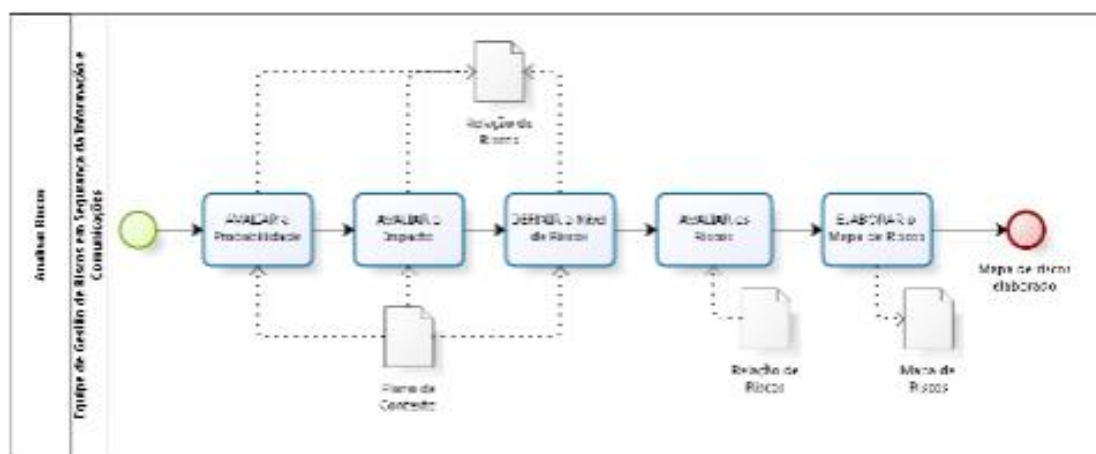 Analisar Riscos
Equipe de Gestão de Riscos em Segurança da Informação e
Comunicações
Relação de
Riscos
AVALIAR a
Probabilidade
AVALIAR o
Impacto
DEFINIR o Nível
de Riscos
AVALIAR os
Riscos
ELABORAR o
Mapa de Riscos
Mapa de riscos
elaborado
Plano de
Contexto
Relação de
Riscos
Mapa de
Riscos